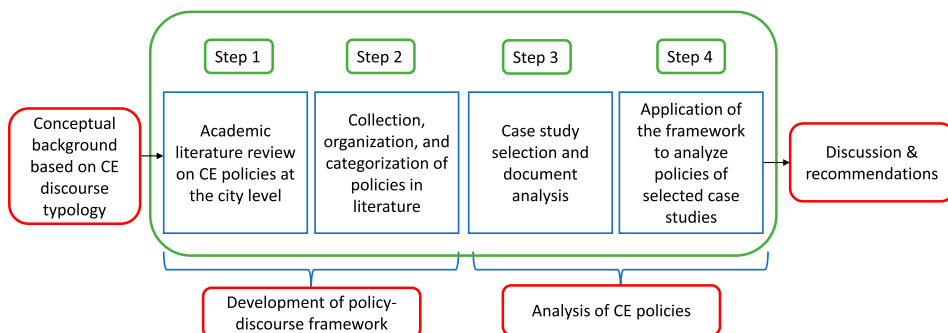 Step 1
Step 2
Step 3
Step 4
Conceptual
background
based on CE
discourse
typology
Academic
literature review
on CE policies at
the city level
Collection,
organization, and
categorization of
policies in
literature
Case study
selection and
document
analysis
Application of
the framework
to analyze
policies of
selected case
studies
Discussion &
recommendations
Development of policy-
discourse framework
Analysis of CE policies